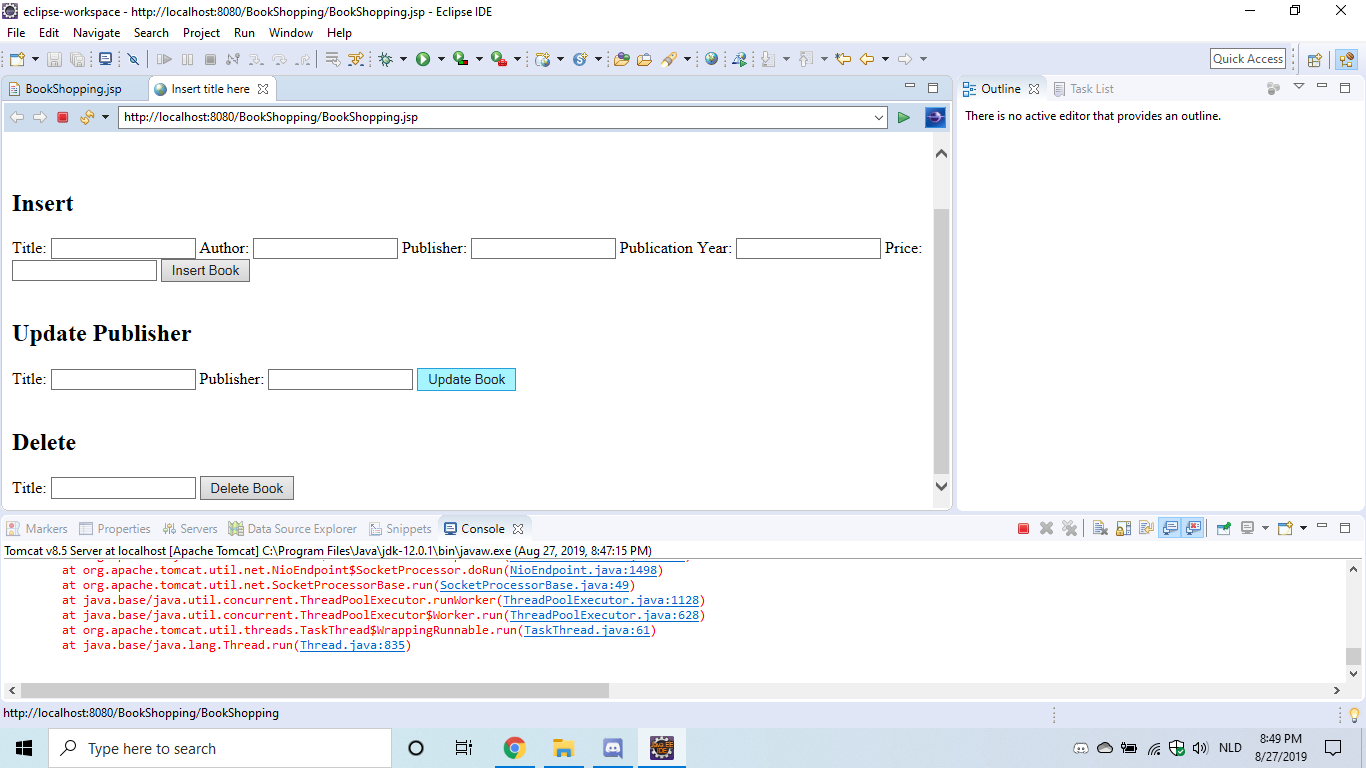 eclipse-workspace - http://localhost:8080/BookShopping/BookShopping.jsp - Eclipse IDE
File Edit Navigate Search Project Run Window Help
Quick Access
BookShopping.jsp Insert title here
http://localhost:8080/BookShopping/BookShopping.jsp
Outline Task List
There is no active editor that provides an outline.
Insert
Title: Author: Publisher: Publication Year: Price:
Insert Book
Update Publisher
Title: Publisher: Update Book
Delete
Title: Delete Book
Markers Properties Servers Data Source Explorer Snippets Console
Tomcat v8.5 Server at localhost [Apache Tomcat] C:\Program Files\Java\jdk-12.0.1\bin\javaw.exe (Aug 27, 2019, 8:47:15 PM)
at org.apache.tomcat.util.net.NioEndpoint$SocketProcessor.doRun(NioEndpoint.java:1498)
at org.apache.tomcat.util.net.SocketProcessorBase.run(SocketProcessorBase.java:49)
at java.base/java.util.concurrent.ThreadPoolExecutor.runWorker(ThreadPoolExecutor.java:1128)
at java.base/java.util.concurrent.ThreadPoolExecutor$Worker.run(ThreadPoolExecutor.java:628)
at org.apache.tomcat.util.threads.TaskThread$WrappingRunnable.run(TaskThread.java:61)
at java.base/java.lang.Thread.run(Thread.java:835)
http://localhost:8080/BookShopping/BookShopping
Type here to search
NLD
8:49 PM
8/27/2019